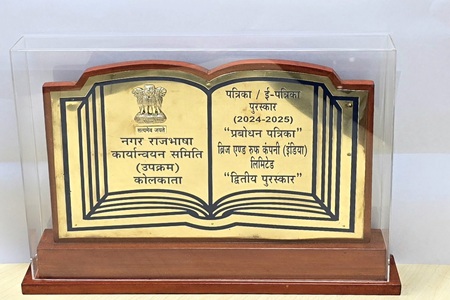 सत्यमेव जयते
नगर राजभाषा
कार्यान्वयन समिति
(उपक्रम)
कोलकाता
पत्रिका / ई-पत्रिका
पुरस्कार
(2024-2025)
"प्रबोधन पत्रिका"
ब्रिज एण्ड रुफ कंपनी (इंडिया)
लिमिटेड
"द्वितीय पुरस्कार"